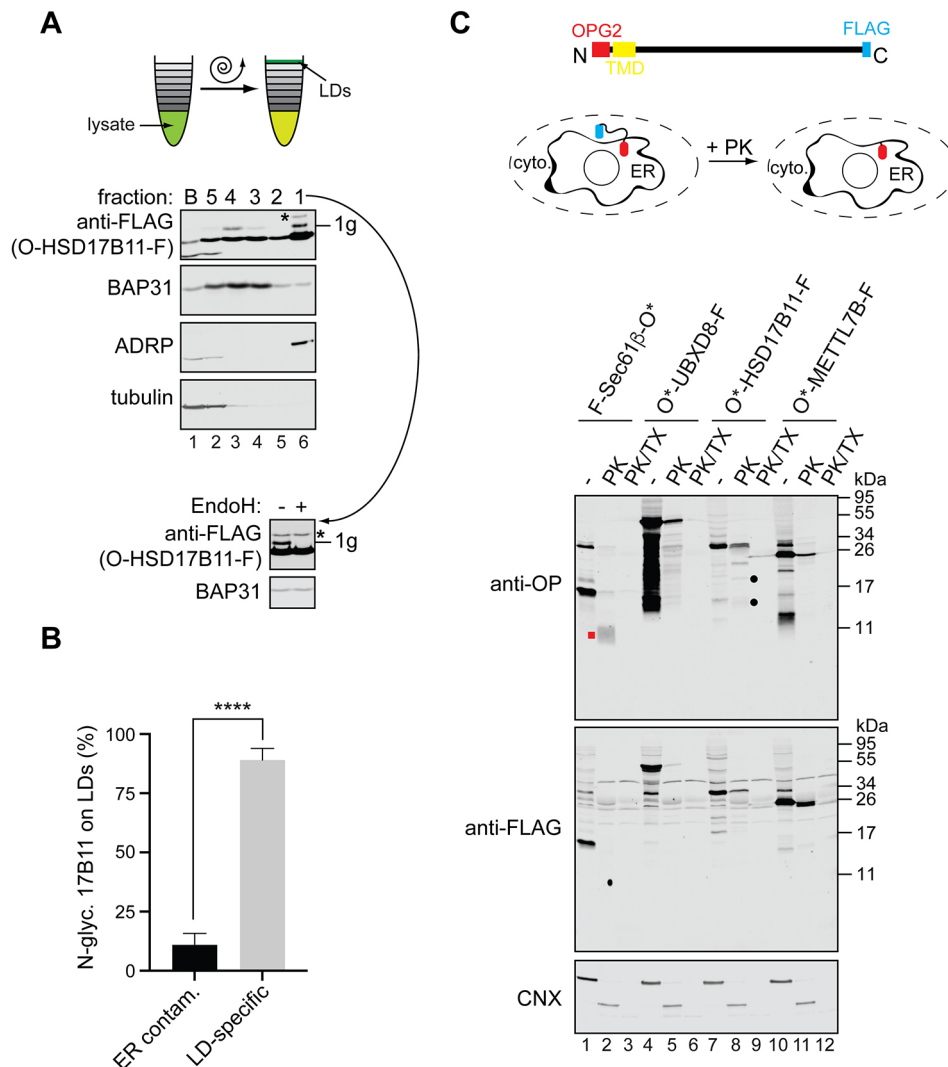 A
LDs
lysate
fraction: B 5 4 3 2 1
anti-FLAG
(O-HSD17B11-F)
*
1g
BAP31
ADRP
tubulin
1 2 3 4 5 6
EndoH: - +
anti-FLAG
(O-HSD17B11-F)
*
1g
BAP31
B
N-glyc. 17B11 on LDs (%)
****
100
75
50
25
0
ER contam.
LD-specific
C
OPG2
FLAG
N
C
TMD
cyto.
ER
+ PK
cyto.
ER
F-Sec61β-O*
O*-UBXD8-F
O*-HSD17B11-F
O*-METTL7B-F
- PK PK/TX - PK PK/TX - PK PK/TX - PK PK/TX
kDa
anti-OP
95
55
34
26
17
11
kDa
anti-FLAG
95
55
34
26
17
11
CNX
1 2 3 4 5 6 7 8 9 10 11 12